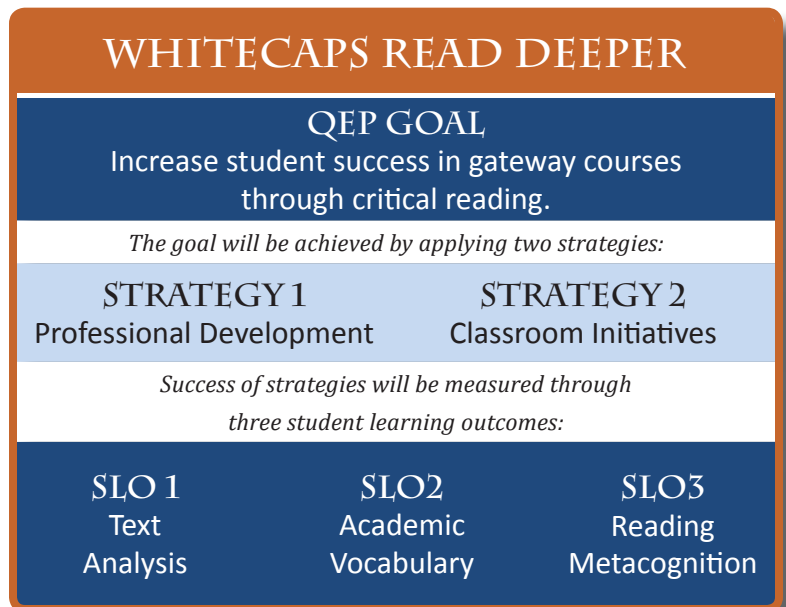 WHITECAPS READ DEEPER
QEP GOAL
Increase student success in gateway courses
through critical reading.
The goal will be achieved by applying two strategies:
STRATEGY 1
Professional Development
STRATEGY 2
Classroom Initiatives
Success of strategies will be measured through
three student learning outcomes:
SLO 1
Text
Analysis
SLO2
Academic
Vocabulary
SLO3
Reading
Metacognition